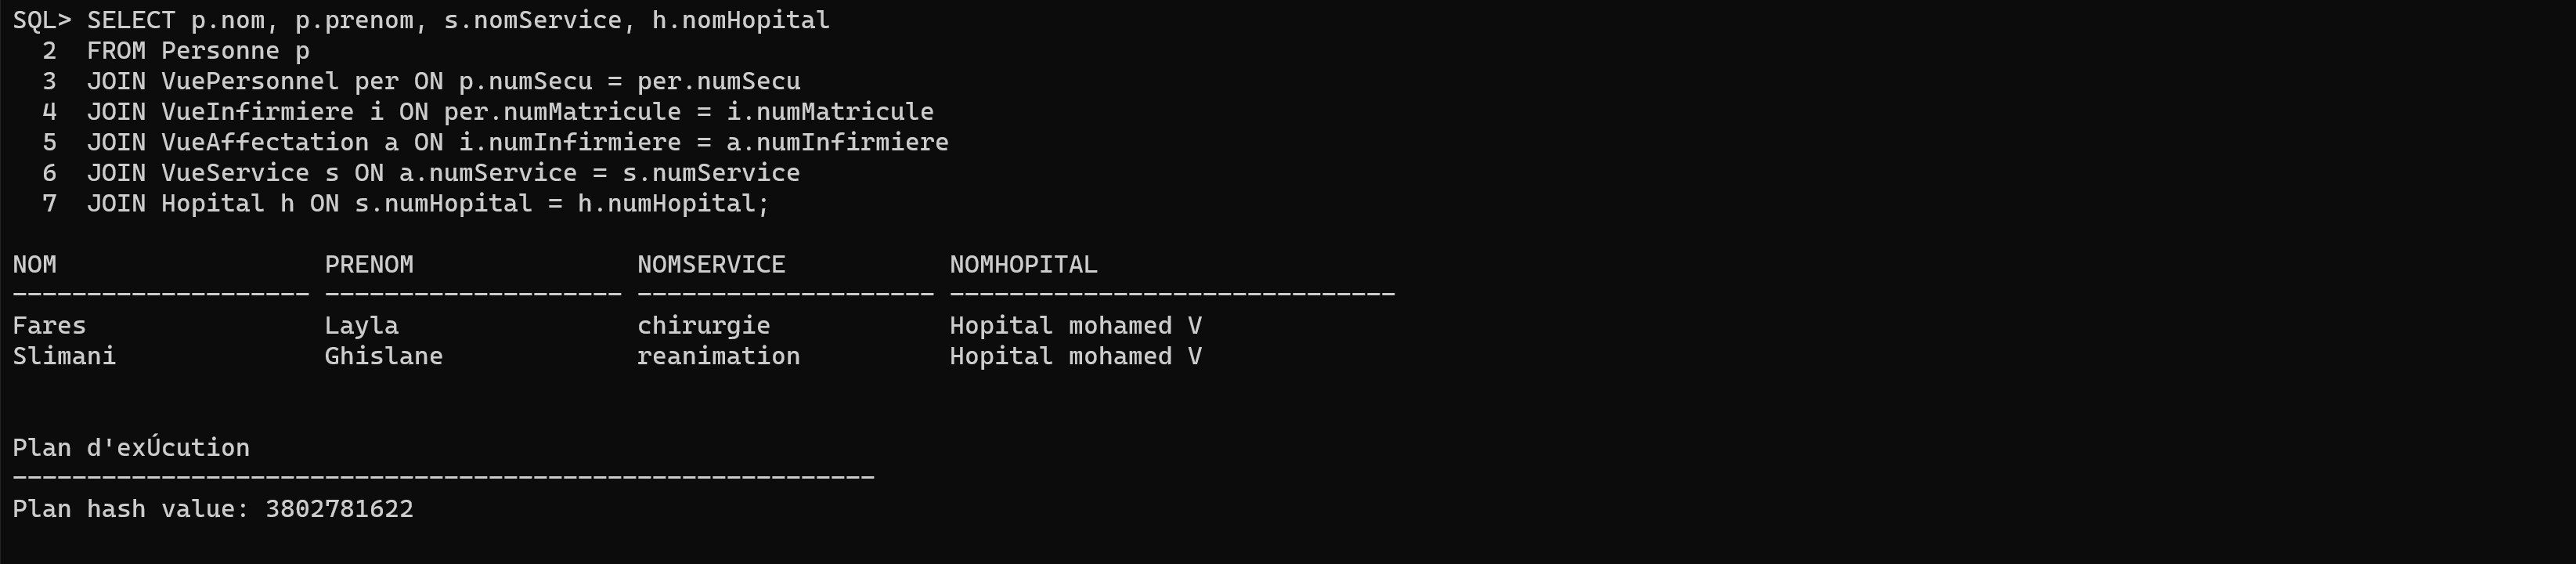 SQL> SELECT p.nom, p.prenom, s.nomService, h.nomHopital
  2  FROM Personne p
  3  JOIN VuePersonnel per ON p.numSecu = per.numSecu
  4  JOIN VueInfirmiere i ON per.numMatricule = i.numMatricule
  5  JOIN VueAffectation a ON i.numInfirmiere = a.numInfirmiere
  6  JOIN VueService s ON a.numService = s.numService
  7  JOIN Hopital h ON s.numHopital = h.numHopital;
NOM                  PRENOM               NOMSERVICE           NOMHOPITAL
-------------------- -------------------- -------------------- ------------------------------
Fares                Layla                chirurgie            Hopital mohamed V
Slimani              Ghislane             reanimation          Hopital mohamed V
Plan d'exÚcution
----------------------------------------------------------
Plan hash value: 3802781622